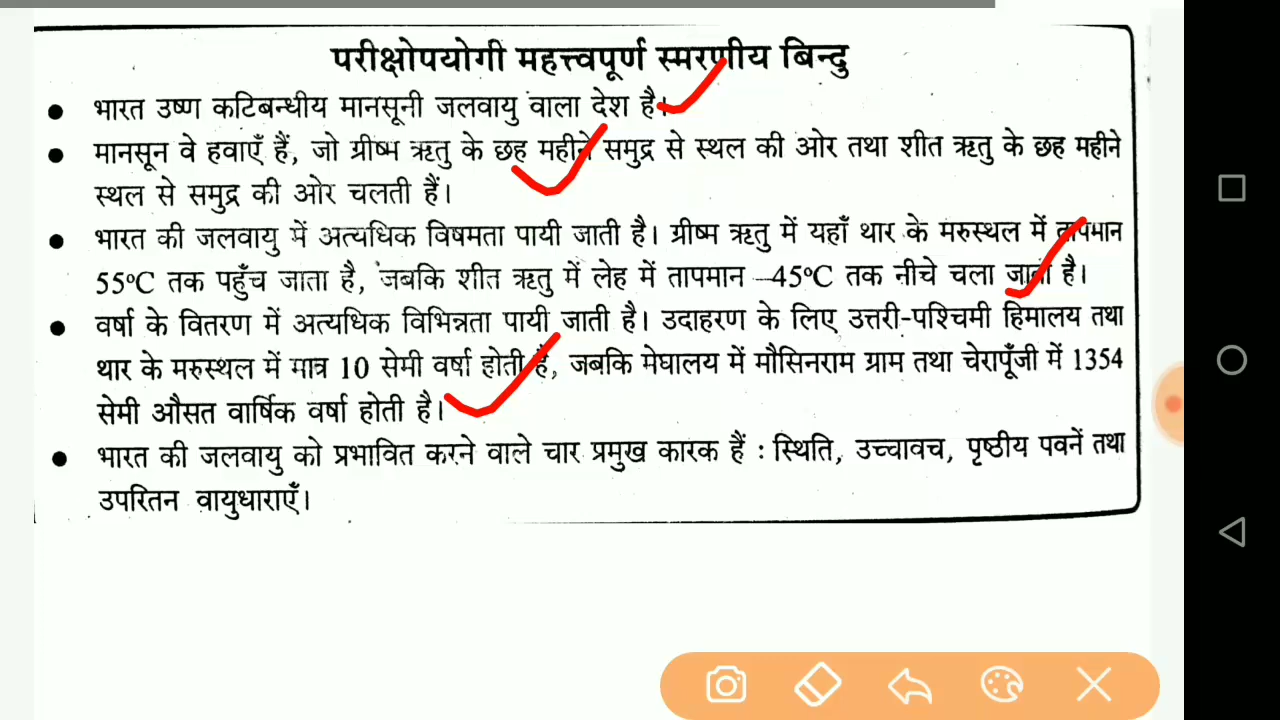 परीक्षोपयोगी महत्त्वपूर्ण स्मरणीय बिन्दु
● भारत उष्ण कटिबन्धीय मानसूनी जलवायु वाला देश है।
● मानसून वे हवाएँ हैं, जो ग्रीष्म ऋतु के छह महीने समुद्र से स्थल की ओर तथा शीत ऋतु के छह महीने
स्थल से समुद्र की ओर चलती हैं।
● भारत की जलवायु में अत्यधिक विषमता पायी जाती है। ग्रीष्म ऋतु में यहाँ थार के मरुस्थल में तापमान
55°C तक पहुँच जाता है, जबकि शीत ऋतु में लेह में तापमान –45°C तक नीचे चला जाता है।
● वर्षा के वितरण में अत्यधिक विभिन्नता पायी जाती है। उदाहरण के लिए उत्तरी-पश्चिमी हिमालय तथा
थार के मरुस्थल में मात्र 10 सेमी वर्षा होती है, जबकि मेघालय में मौसिनराम ग्राम तथा चेरापूँजी में 1354
सेमी औसत वार्षिक वर्षा होती है।
● भारत की जलवायु को प्रभावित करने वाले चार प्रमुख कारक हैं : स्थिति, उच्चावच, पृष्ठीय पवनें तथा
उपरितन वायुधाराएँ।